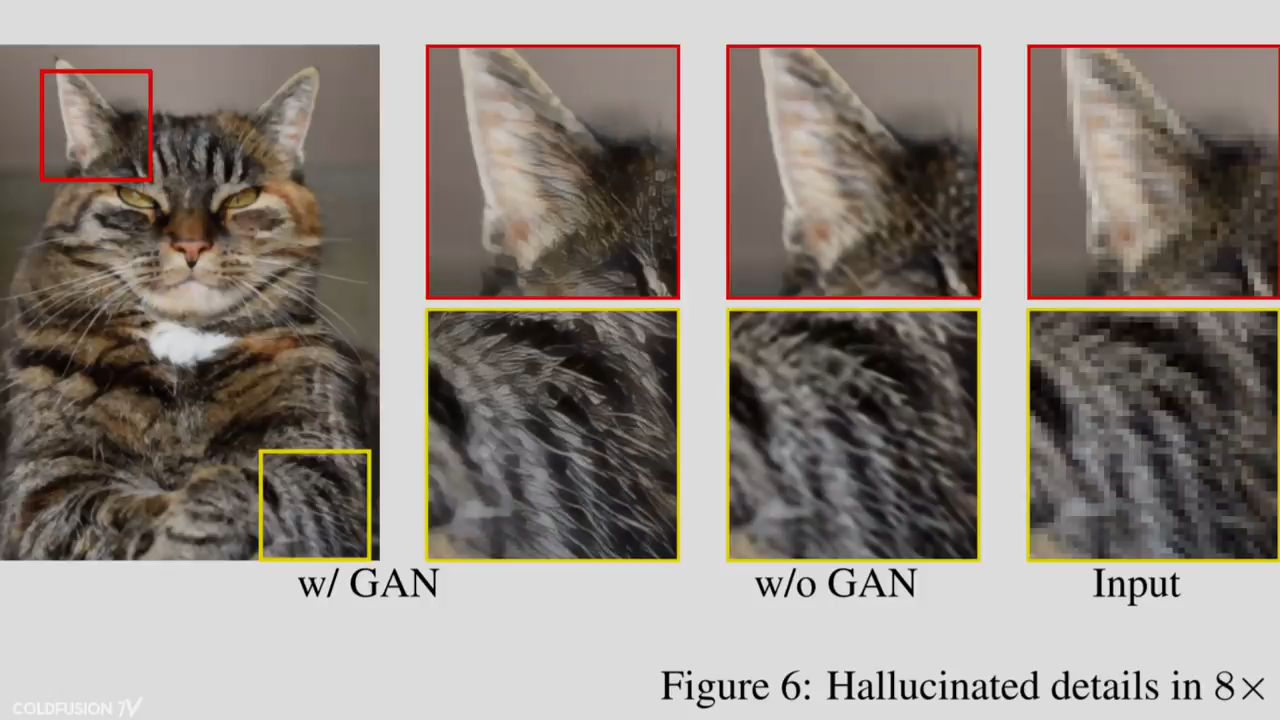 w/ GAN
w/o GAN
Input
Figure 6: Hallucinated details in 8×
COLDFUSION TV